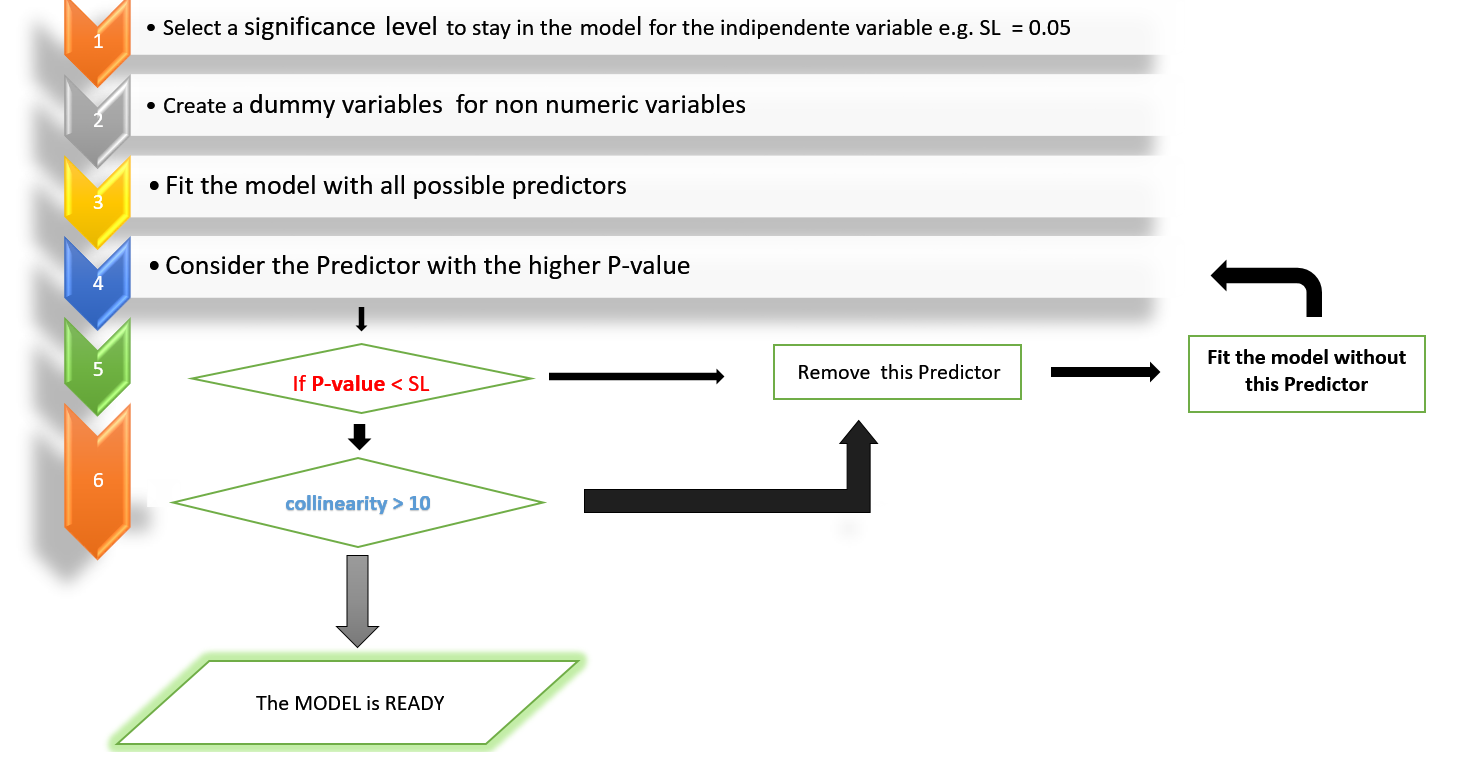 1
• Select a significance level to stay in the model for the indipendente variable e.g. SL = 0.05
2
• Create a dummy variables for non numeric variables
3
• Fit the model with all possible predictors
4
• Consider the Predictor with the higher P-value
5
If P-value < SL
Remove this Predictor
Fit the model without
this Predictor
6
collinearity > 10
The MODEL is READY